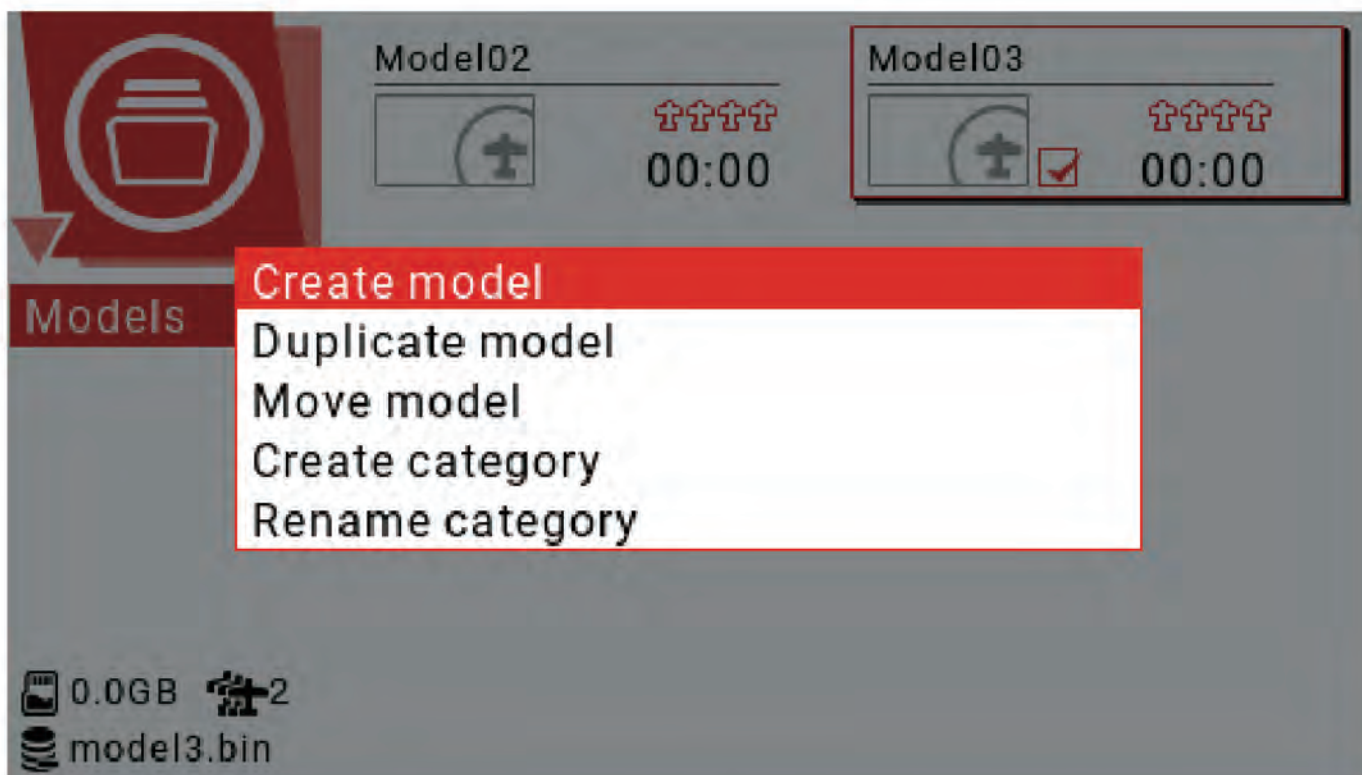 Model02
Model03
00:00
00:00
Models
Create model
Duplicate model
Move model
Create category
Rename category
0.0GB 2
model3.bin